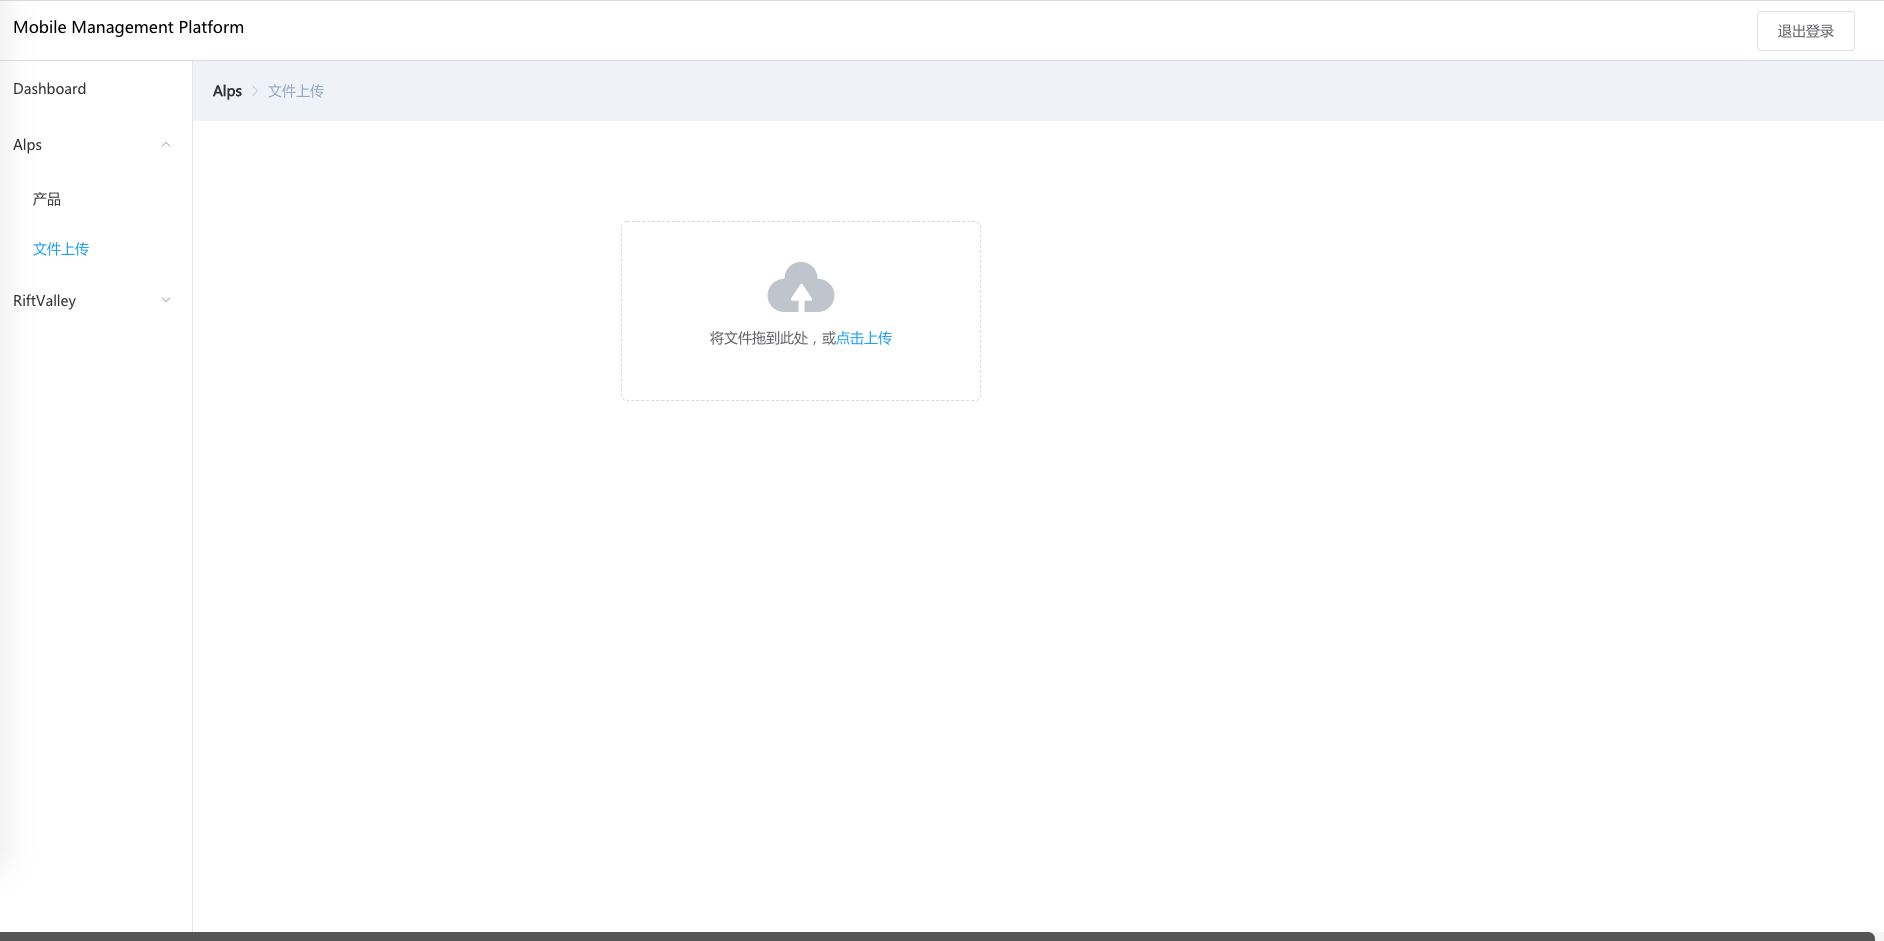 Mobile Management Platform
退出登录
Dashboard
Alps
产品
文件上传
RiftValley
Alps 文件上传
将文件拖到此处，或点击上传